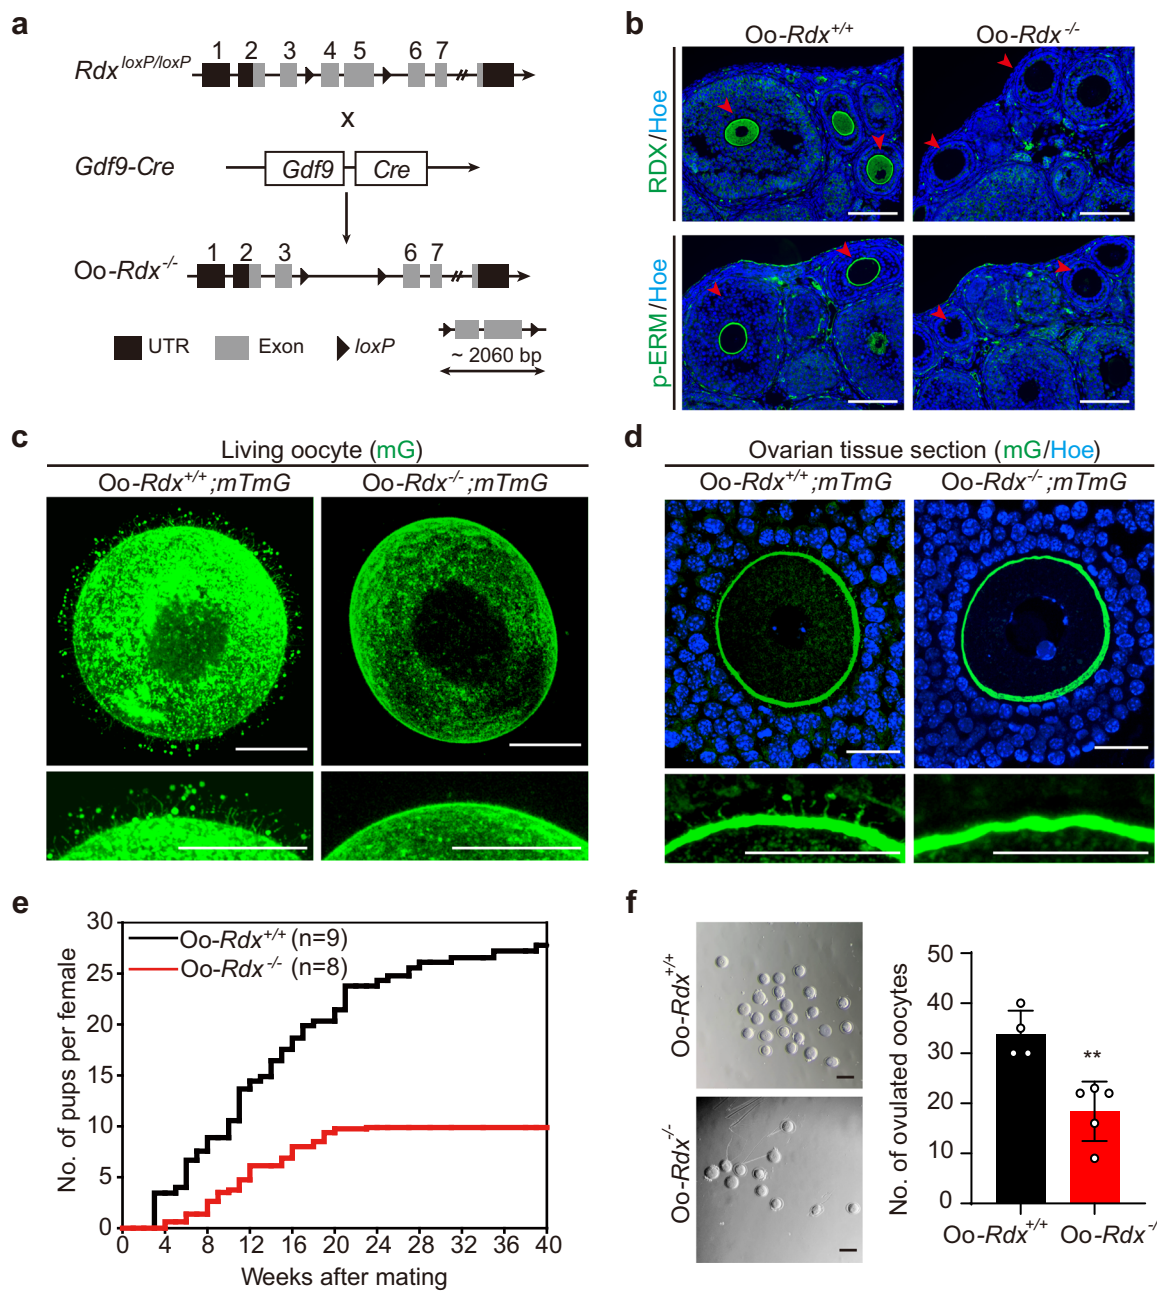 a
1 2 3 4 5 6 7
Rdx^loxP/loxP
x
Gdf9-Cre
Gdf9 Cre
1 2 3 6 7
Oo-Rdx-/-
UTR Exon loxP
~ 2060 bp
b
Oo-Rdx+/+ Oo-Rdx-/-
RDX/Hoe
p-ERM/Hoe
c
Living oocyte (mG)
Oo-Rdx+/+;mTmG Oo-Rdx-/-;mTmG
d
Ovarian tissue section (mG/Hoe)
Oo-Rdx+/+;mTmG Oo-Rdx-/-;mTmG
e
No. of pups per female
30
25
20
15
10
5
0
Oo-Rdx+/+ (n=9)
Oo-Rdx-/- (n=8)
0 4 8 12 16 20 24 28 32 36 40
Weeks after mating
f
Oo-Rdx+/+
Oo-Rdx-/-
No. of ovulated oocytes
50
40
30
20
10
0
**
Oo-Rdx+/+ Oo-Rdx-/